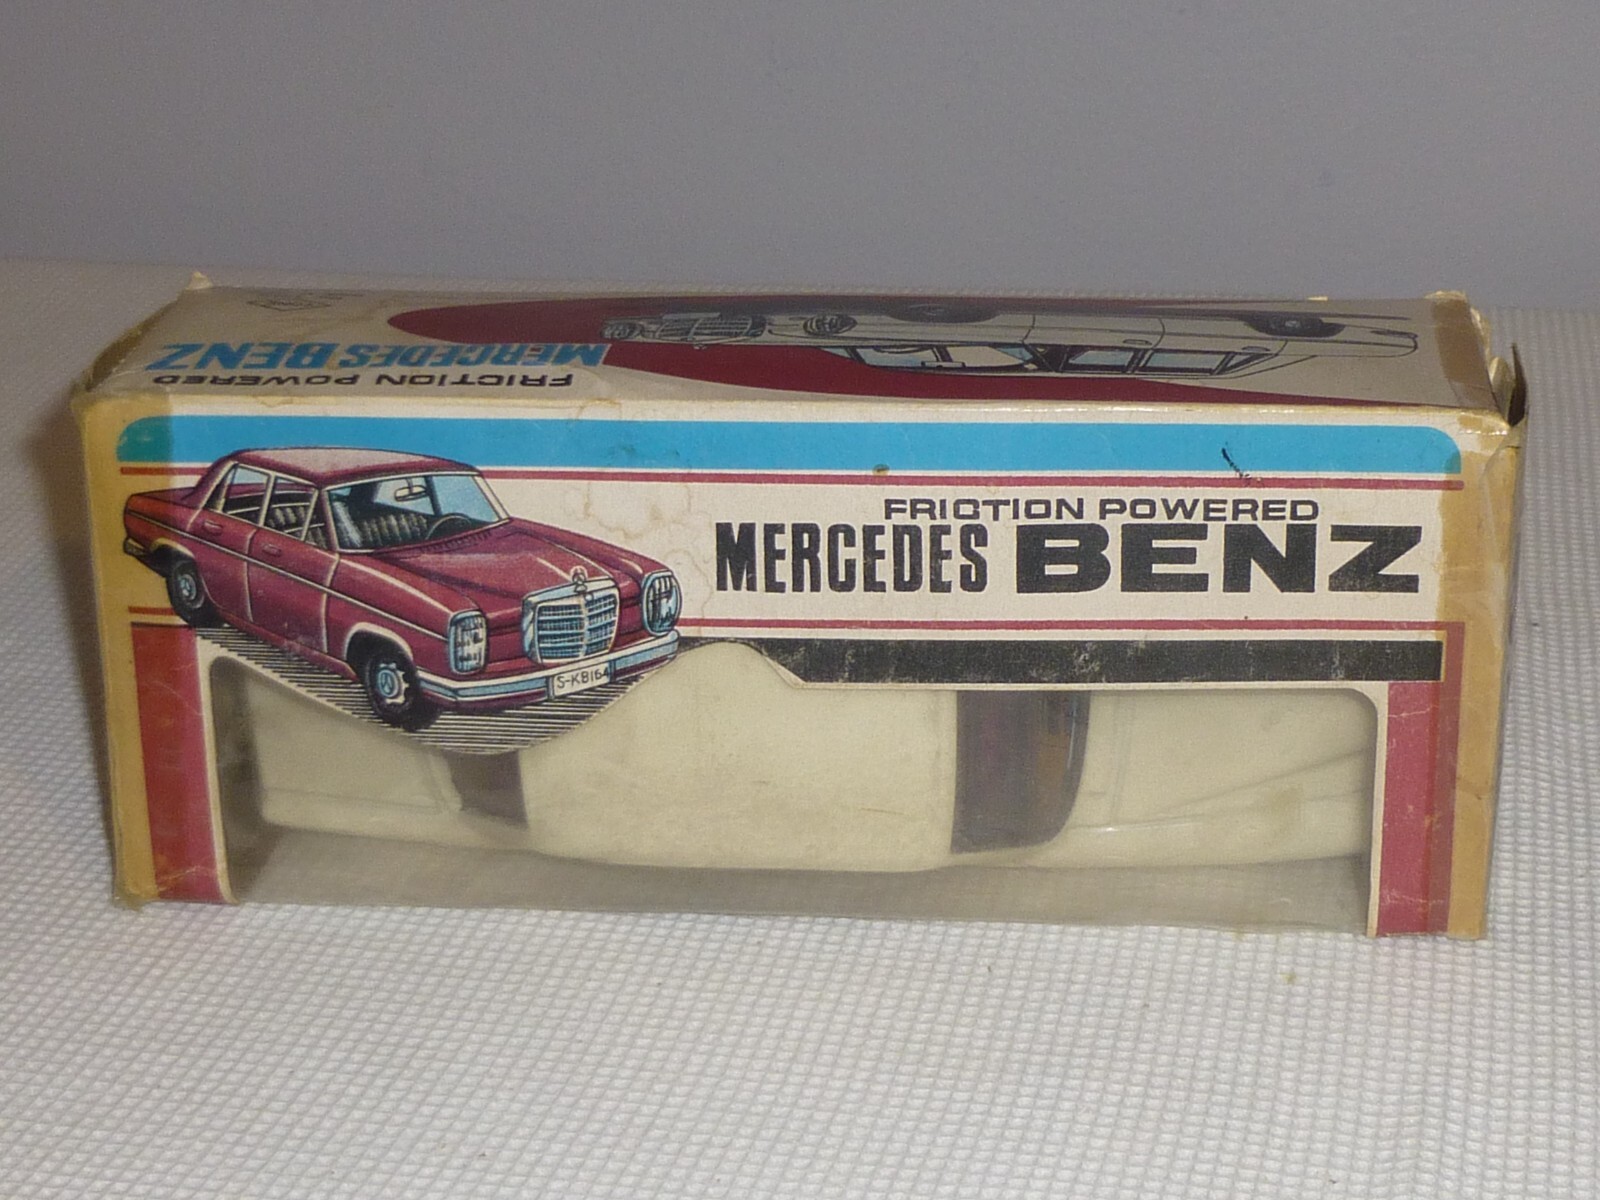 FRICTION POWERED
MERCEDES BENZ
FRICTION POWERED
MERCEDES BENZ
S-KB164